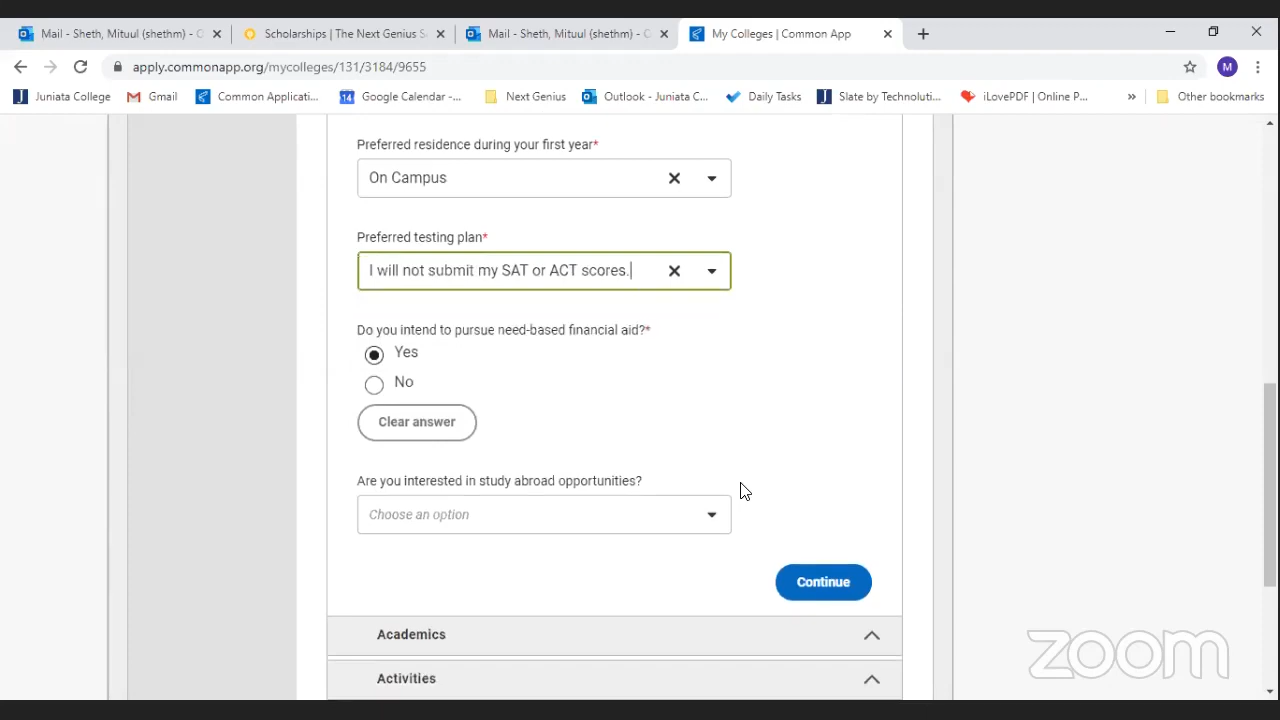 Mail - Sheth, Mituul (shethm) - C
Scholarships | The Next Genius S
Mail - Sheth, Mituul (shethm) - C
My Colleges | Common App
apply.commonapp.org/mycolleges/131/3184/9655
M
Juniata College
Gmail
Common Applicati...
14
Google Calendar -...
Next Genius
Outlook - Juniata C...
Daily Tasks
Slate by Technoluti...
iLovePDF | Online P...
»
Other bookmarks
Preferred residence during your first year*
On Campus
Preferred testing plan*
I will not submit my SAT or ACT scores.
Do you intend to pursue need-based financial aid?*
Yes
No
Clear answer
Are you interested in study abroad opportunities?
Choose an option
Continue
Academics
Activities
zoom